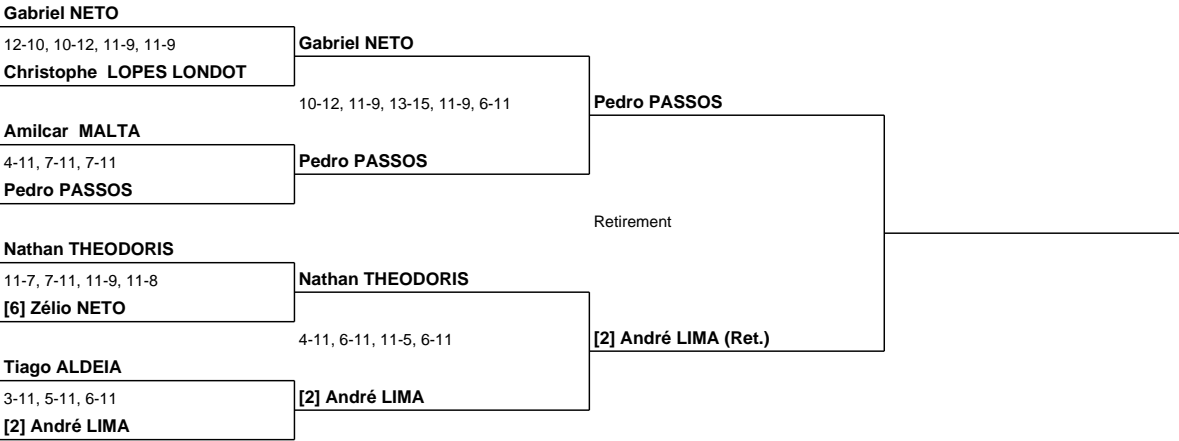 Gabriel NETO
12-10, 10-12, 11-9, 11-9
Gabriel NETO
Christophe  LOPES LONDOT
10-12, 11-9, 13-15, 11-9, 6-11
Pedro PASSOS
Amilcar  MALTA
4-11, 7-11, 7-11
Pedro PASSOS
Pedro PASSOS
Retirement
Nathan THEODORIS
11-7, 7-11, 11-9, 11-8
Nathan THEODORIS
[6] Zélio NETO
4-11, 6-11, 11-5, 6-11
[2] André LIMA (Ret.)
Tiago ALDEIA
3-11, 5-11, 6-11
[2] André LIMA
[2] André LIMA